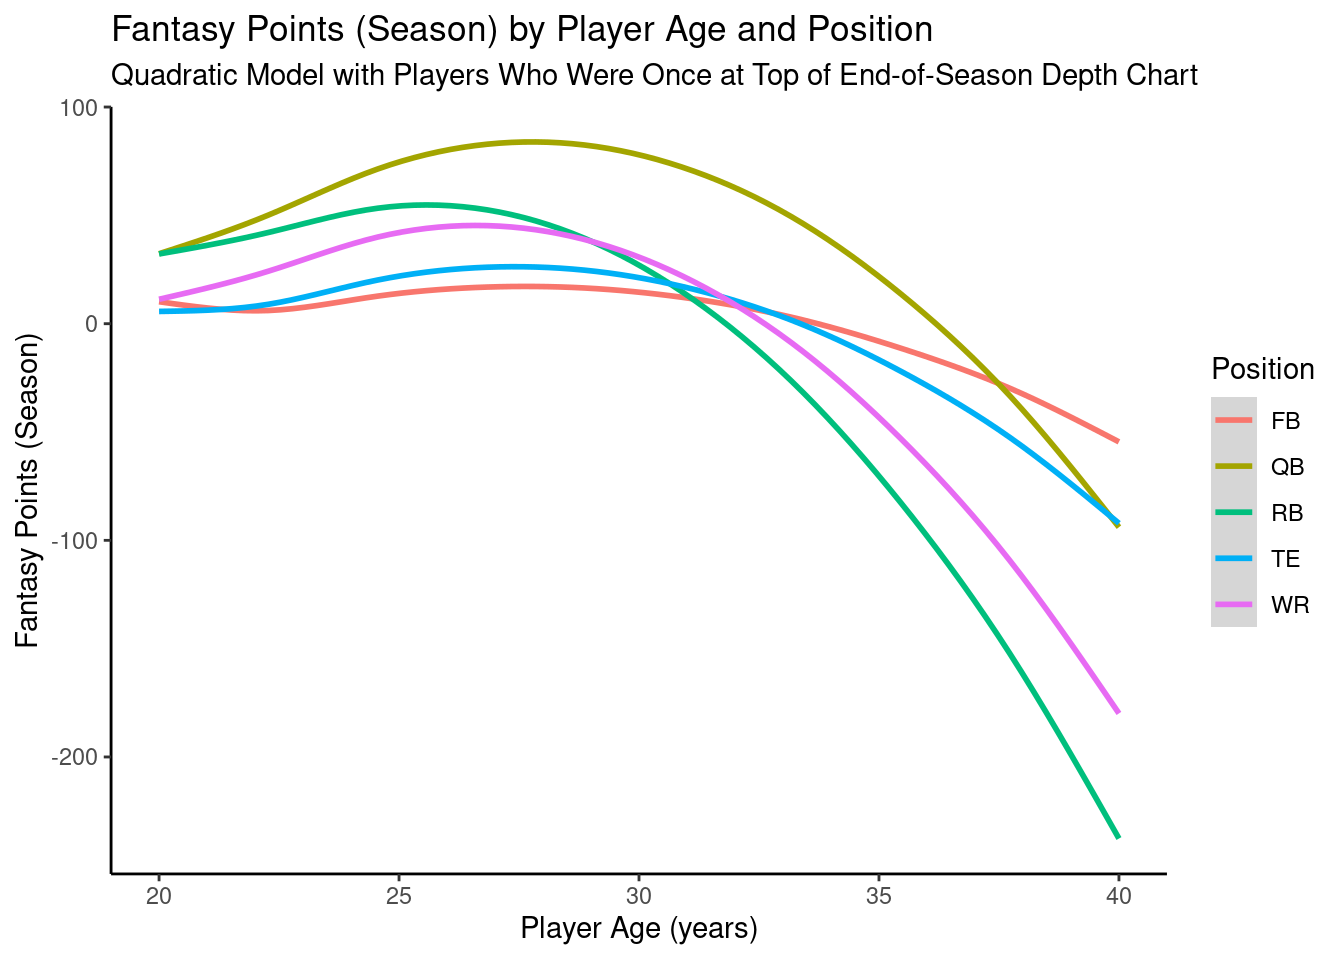 Fantasy Points (Season) by Player Age and Position
Quadratic Model with Players Who Were Once at Top of End-of-Season Depth Chart
Fantasy Points (Season)
100
0
-100
-200
20 25 30 35 40
Player Age (years)
Position
FB
QB
RB
TE
WR